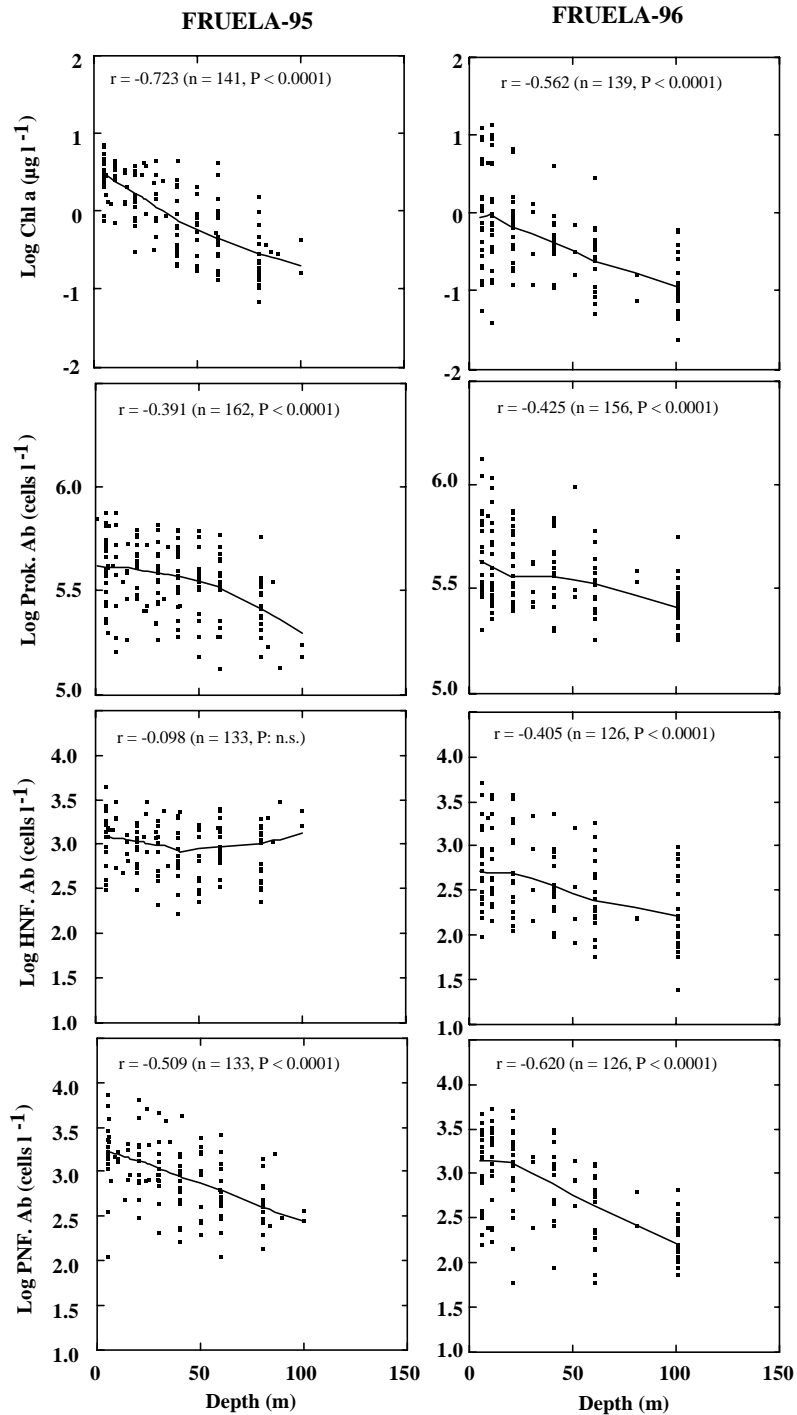 FRUELA-95
FRUELA-96
r = -0.723 (n = 141, P < 0.0001)
Log Chl a (µg l -1)
2
1
0
-1
-2
r = -0.562 (n = 139, P < 0.0001)
2
1
0
-1
-2
r = -0.391 (n = 162, P < 0.0001)
Log Prok. Ab (cells l -1)
6.0
5.5
5.0
r = -0.425 (n = 156, P < 0.0001)
6.0
5.5
5.0
r = -0.098 (n = 133, P: n.s.)
Log HNF. Ab (cells l -1)
4.0
3.5
3.0
2.5
2.0
1.5
1.0
r = -0.405 (n = 126, P < 0.0001)
4.0
3.5
3.0
2.5
2.0
1.5
1.0
r = -0.509 (n = 133, P < 0.0001)
Log PNF. Ab (cells l -1)
4.0
3.5
3.0
2.5
2.0
1.5
1.0
0 50 100 150
Depth (m)
r = -0.620 (n = 126, P < 0.0001)
4.0
3.5
3.0
2.5
2.0
1.5
1.0
0 50 100 150
Depth (m)